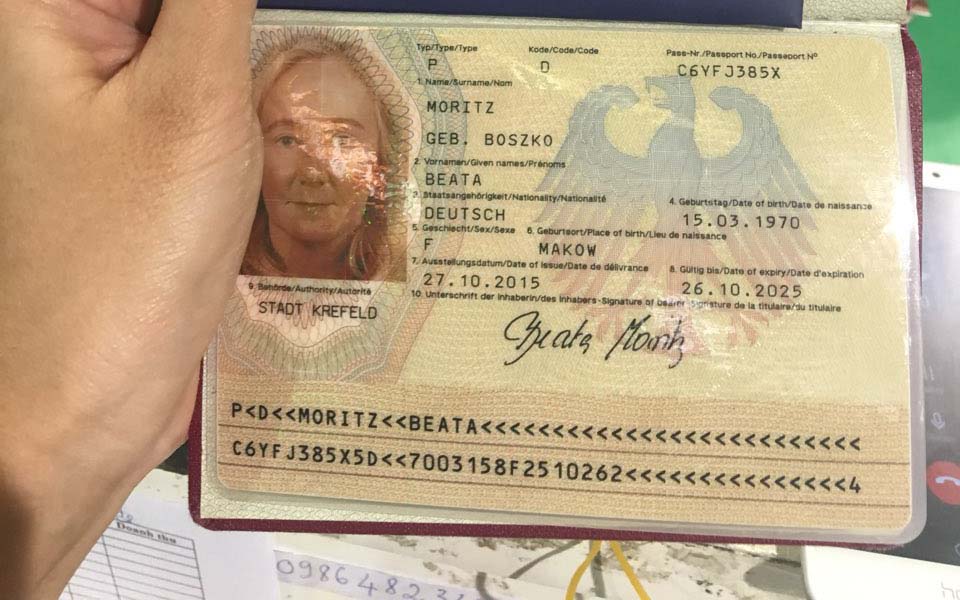 Typ/Type/Type Kode/Code/Code Pass-Nr./Passport No./Passeport Nº
P D C6YFJ385X
1. Name/Surname/Nom
MORITZ
GEB. BOSZKO
2. Vornamen/Given names/Prénoms
BEATA
3. Staatsangehörigkeit/Nationality/Nationalité 4. Geburtstag/Date of birth/Date de naissance
DEUTSCH 15.03.1970
5. Geschlecht/Sex/Sexe 6. Geburtsort/Place of birth/Lieu de naissance
F MAKOW
7. Ausstellungsdatum/Date of issue/Date de délivrance 8. Gültig bis/Date of expiry/Date d'expiration
27.10.2015 26.10.2025
9. Behörde/Authority/Autorité 10. Unterschrift der Inhaberin/des Inhabers-Signature of bearer-Signature de la titulaire/du titulaire
STADT KREFELD
Beata Moritz
P<D<<MORITZ<<BEATA<<<<<<<<<<<<<<<<<<<<<<<<<<
C6YFJ385X5D<<7003158F2510262<<<<<<<<<<<<<<<4
Doanh thu